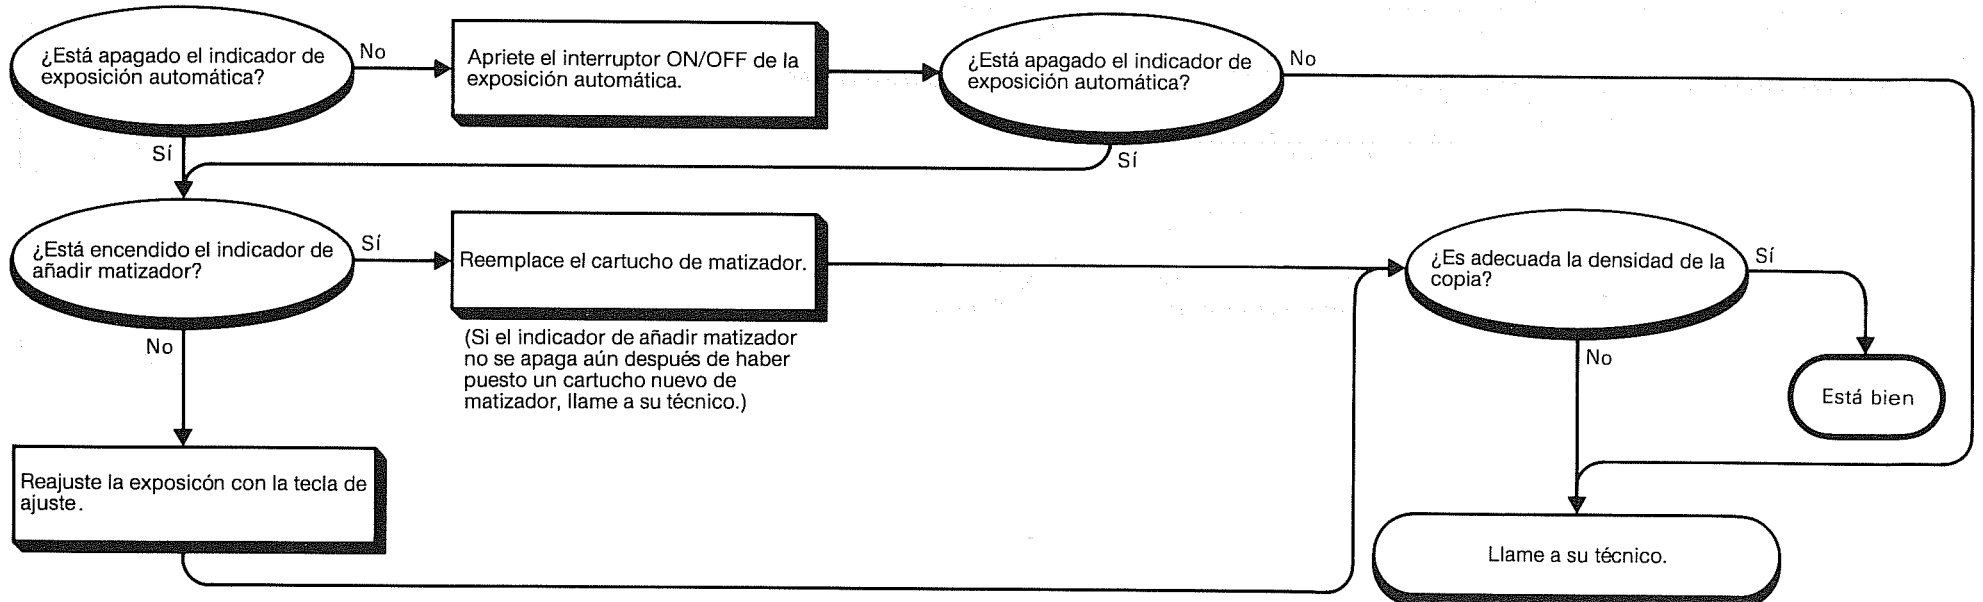 ¿Está apagado el indicador de
exposición automática?
No
Apriete el interruptor ON/OFF de la
exposición automática.
¿Está apagado el indicador de
exposición automática?
No
Sí
Sí
¿Está encendido el indicador de
añadir matizador?
Sí
Reemplace el cartucho de matizador.
(Si el indicador de añadir matizador
no se apaga aún después de haber
puesto un cartucho nuevo de
matizador, llame a su técnico.)
¿Es adecuada la densidad de la
copia?
Sí
No
No
Está bien
Reajuste la exposicón con la tecla de
ajuste.
Llame a su técnico.